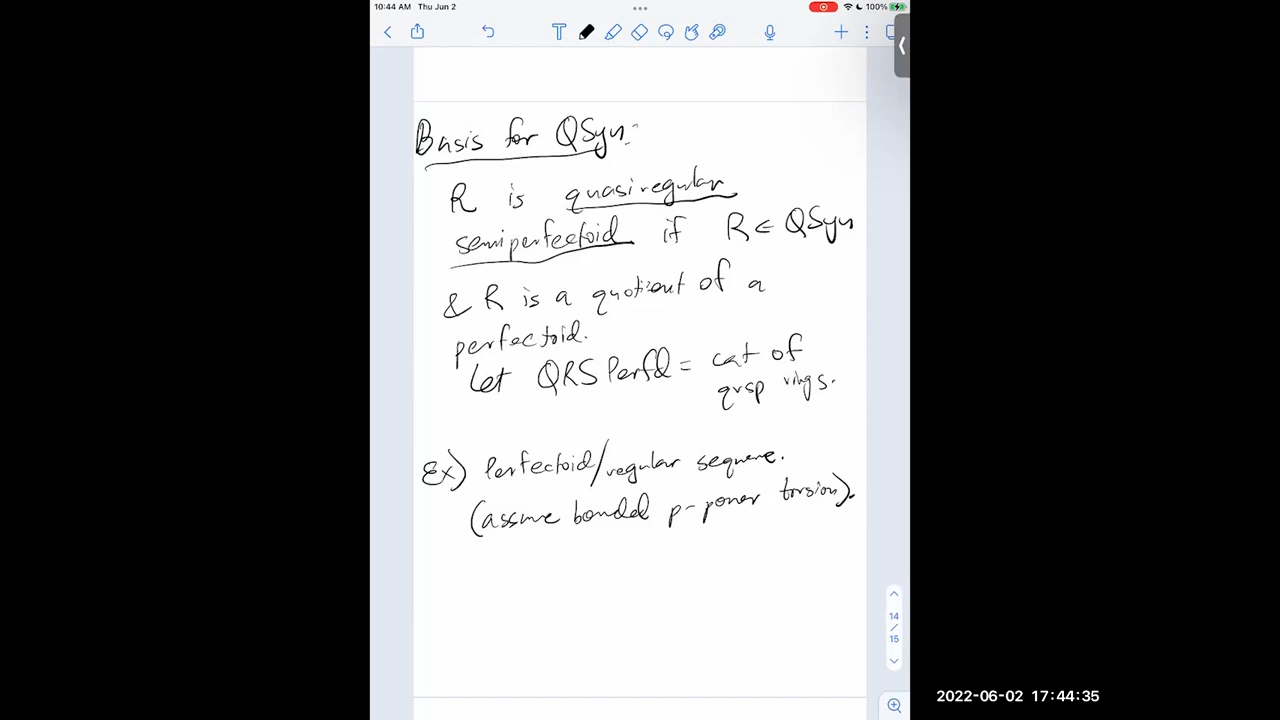 10:44 AM Thu Jun 2
100%
Basis for QSyn:
R is quasiregular
semiperfectoid if R ∈ QSyn
& R is a quotient of a
perfectoid.
Let QRSPerfd = cat of
qrsp rings.
Ex) Perfectoid/regular sequence.
(assume bonded p-power torsion).
14
/
15
2022-06-02 17:44:35